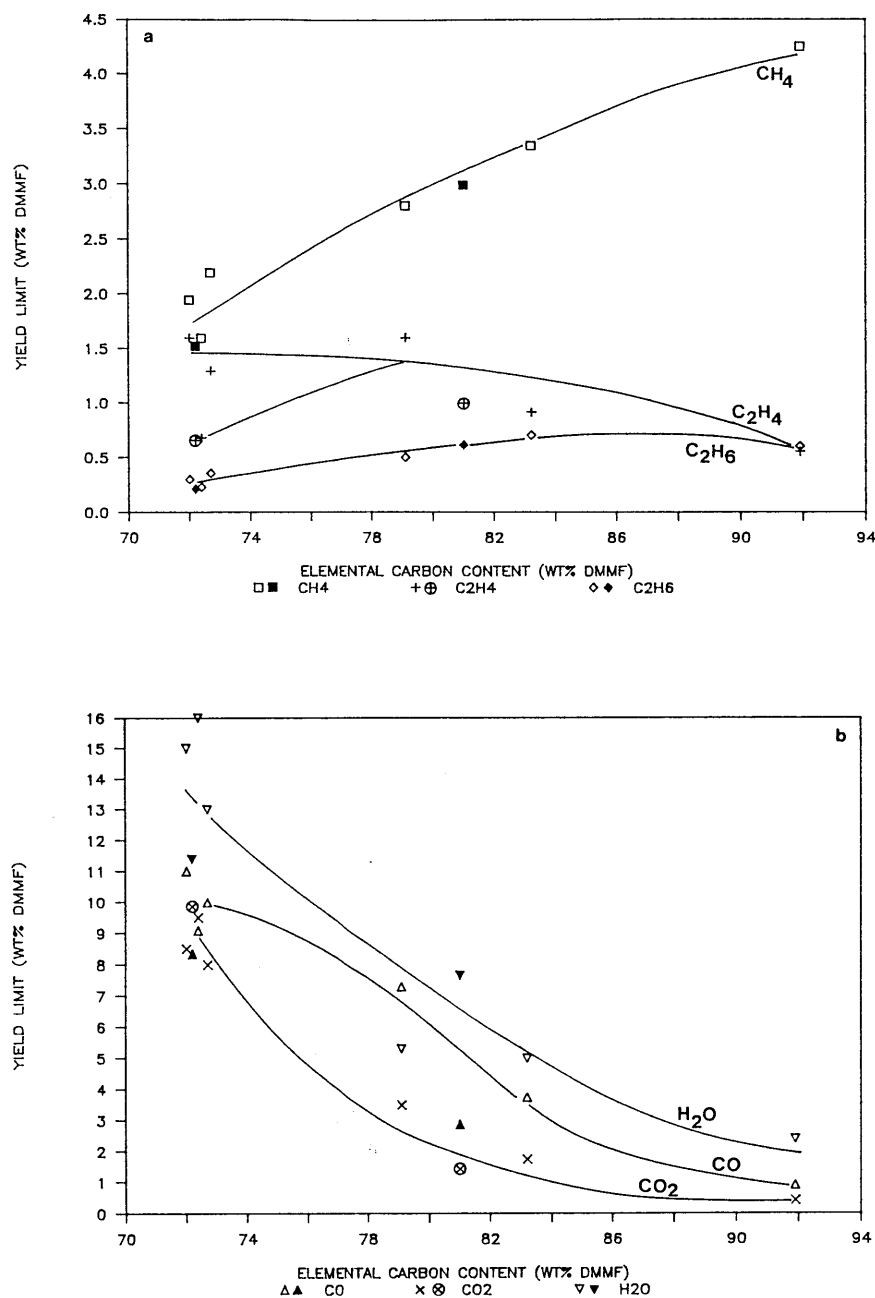 a
4.5
4.0
3.5
3.0
2.5
2.0
1.5
1.0
0.5
0.0
YIELD LIMIT (WT% DMMF)
CH4
C2H4
C2H6
70 74 78 82 86 90 94
ELEMENTAL CARBON CONTENT (WT% DMMF)
CH4 C2H4 C2H6
b
16
15
14
13
12
11
10
9
8
7
6
5
4
3
2
1
0
YIELD LIMIT (WT% DMMF)
H2O
CO
CO2
70 74 78 82 86 90 94
ELEMENTAL CARBON CONTENT (WT% DMMF)
CO CO2 H2O